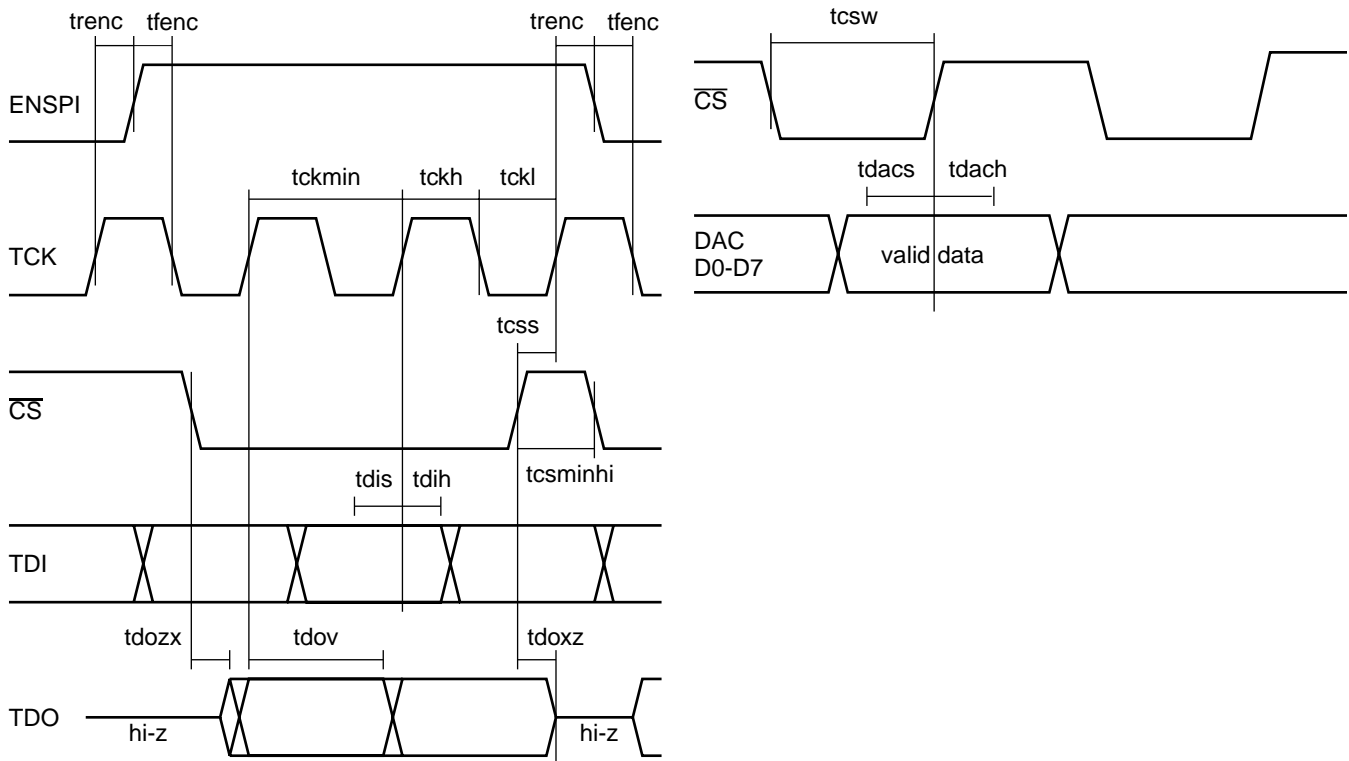 trenc tfenc trenc tfenc
ENSPI
tckmin tckh tckl
TCK
tcss
CS
tcsminhi
tdis tdih
TDI
tdozx tdov tdoxz
TDO
hi-z hi-z
tcsw
CS
tdacs tdach
DAC
D0-D7
valid data